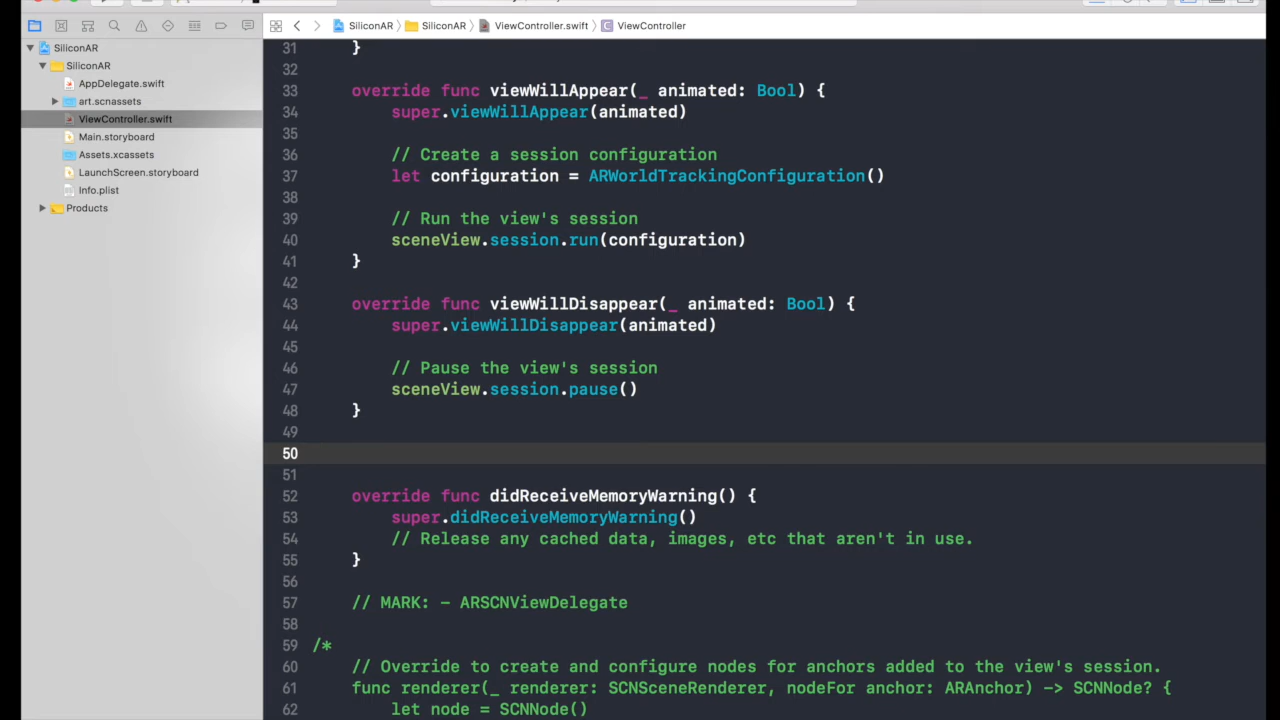 SiliconAR
SiliconAR
AppDelegate.swift
art.scnassets
ViewController.swift
Main.storyboard
Assets.xcassets
LaunchScreen.storyboard
Info.plist
Products
SiliconAR SiliconAR ViewController.swift C ViewController
31 }
32
33 override func viewWillAppear(_ animated: Bool) {
34 super.viewWillAppear(animated)
35
36 // Create a session configuration
37 let configuration = ARWorldTrackingConfiguration()
38
39 // Run the view's session
40 sceneView.session.run(configuration)
41 }
42
43 override func viewWillDisappear(_ animated: Bool) {
44 super.viewWillDisappear(animated)
45
46 // Pause the view's session
47 sceneView.session.pause()
48 }
49
50
51
52 override func didReceiveMemoryWarning() {
53 super.didReceiveMemoryWarning()
54 // Release any cached data, images, etc that aren't in use.
55 }
56
57 // MARK: - ARSCNViewDelegate
58
59 /*
60 // Override to create and configure nodes for anchors added to the view's session.
61 func renderer(_ renderer: SCNSceneRenderer, nodeFor anchor: ARAnchor) -> SCNNode? {
62 let node = SCNNode()